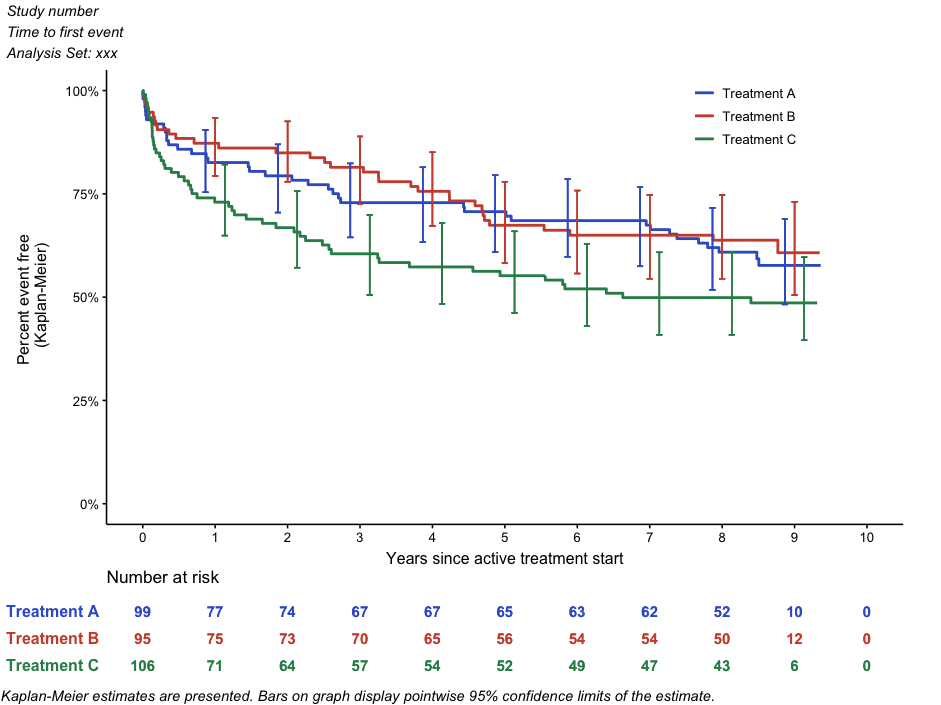 Study number
Time to first event
Analysis Set: xxx
100%
75%
50%
25%
0%
Percent event free
(Kaplan-Meier)
Treatment A
Treatment B
Treatment C
0 1 2 3 4 5 6 7 8 9 10
Years since active treatment start
Number at risk
Treatment A 99 77 74 67 67 65 63 62 52 10 0
Treatment B 95 75 73 70 65 56 54 54 50 12 0
Treatment C 106 71 64 57 54 52 49 47 43 6 0
Kaplan-Meier estimates are presented. Bars on graph display pointwise 95% confidence limits of the estimate.